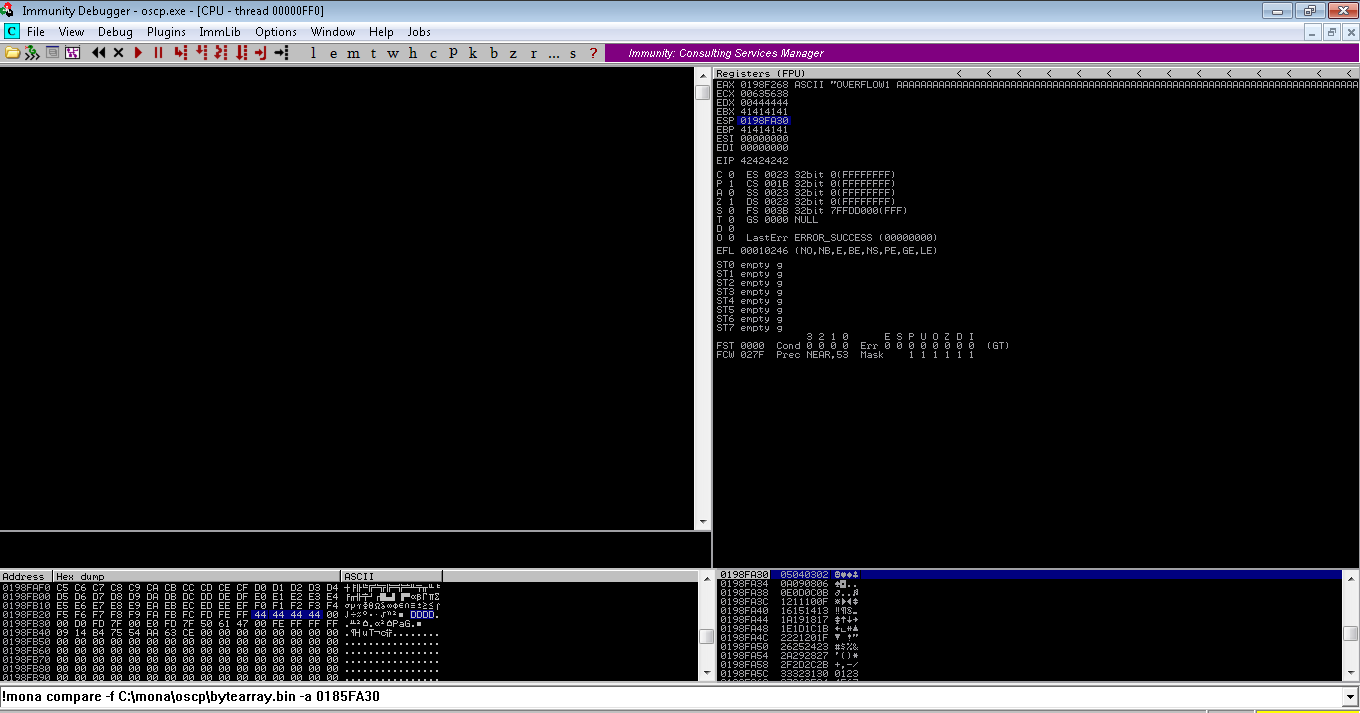 Immunity Debugger - oscp.exe - [CPU - thread 00000FF0]
C File View Debug Plugins ImmLib Options Window Help Jobs
l e m t w h c P k b z r ... s ? Immunity: Consulting Services Manager
Registers (FPU) < < < < < < < < < < < < < <
EAX 0198F268 ASCII "OVERFLOW1 AAAAAAAAAAAAAAAAAAAAAAAAAAAAAAAAAAAAAAAAAAAAAAAAAAAAAAAAAAAAAAAAAAAAAAAAAAAAA
ECX 00635638
EDX 00444444
EBX 41414141
ESP 0198FA30
EBP 41414141
ESI 00000000
EDI 00000000
EIP 42424242
C 0 ES 0023 32bit 0(FFFFFFFF)
P 1 CS 001B 32bit 0(FFFFFFFF)
A 0 SS 0023 32bit 0(FFFFFFFF)
Z 1 DS 0023 32bit 0(FFFFFFFF)
S 0 FS 003B 32bit 7FFDD000(FFF)
T 0 GS 0000 NULL
D 0
O 0 LastErr ERROR_SUCCESS (00000000)
EFL 00010246 (NO,NB,E,BE,NS,PE,GE,LE)
ST0 empty g
ST1 empty g
ST2 empty g
ST3 empty g
ST4 empty g
ST5 empty g
ST6 empty g
ST7 empty g
3 2 1 0 E S P U O Z D I
FST 0000 Cond 0 0 0 0 Err 0 0 0 0 0 0 0 0 (GT)
FCW 027F Prec NEAR,53 Mask 1 1 1 1 1 1
Address Hex dump ASCII
0198FAF0 C5 C6 C7 C8 C9 CA CB CC CD CE CF D0 D1 D2 D3 D4
0198FB00 D5 D6 D7 D8 D9 DA DB DC DD DE DF E0 E1 E2 E3 E4
0198FB10 E5 E6 E7 E8 E9 EA EB EC ED EE EF F0 F1 F2 F3 F4
0198FB20 F5 F6 F7 F8 F9 FA FB FC FD FE FF 44 44 44 44 00 DDDD.
0198FB30 00 D0 FD 7F 00 E0 FD 7F 50 61 47 00 FE FF FF FF
0198FB40 09 14 B4 75 54 AA 63 CE 00 00 00 00 00 00 00 00
0198FB50 00 00 00 00 00 00 00 00 00 00 00 00 00 00 00 00 ................
0198FB60 00 00 00 00 00 00 00 00 00 00 00 00 00 00 00 00 ................
0198FB70 00 00 00 00 00 00 00 00 00 00 00 00 00 00 00 00 ................
0198FB80 00 00 00 00 00 00 00 00 00 00 00 00 00 00 00 00 ................
0198FB90 00 00 00 00 00 00 00 00 00 00 00 00 00 00 00 00 ................
0198FA30 05040302
0198FA34 0A090806
0198FA38 0E0D0C0B
0198FA3C 1211100F
0198FA40 16151413
0198FA44 1A191817
0198FA48 1E1D1C1B
0198FA4C 2221201F
0198FA50 26252423 #$%&
0198FA54 2A292827 '()*
0198FA58 2F2D2C2B +,-/
0198FA5C 33323130 0123
!mona compare -f C:\mona\oscp\bytearray.bin -a 0185FA30